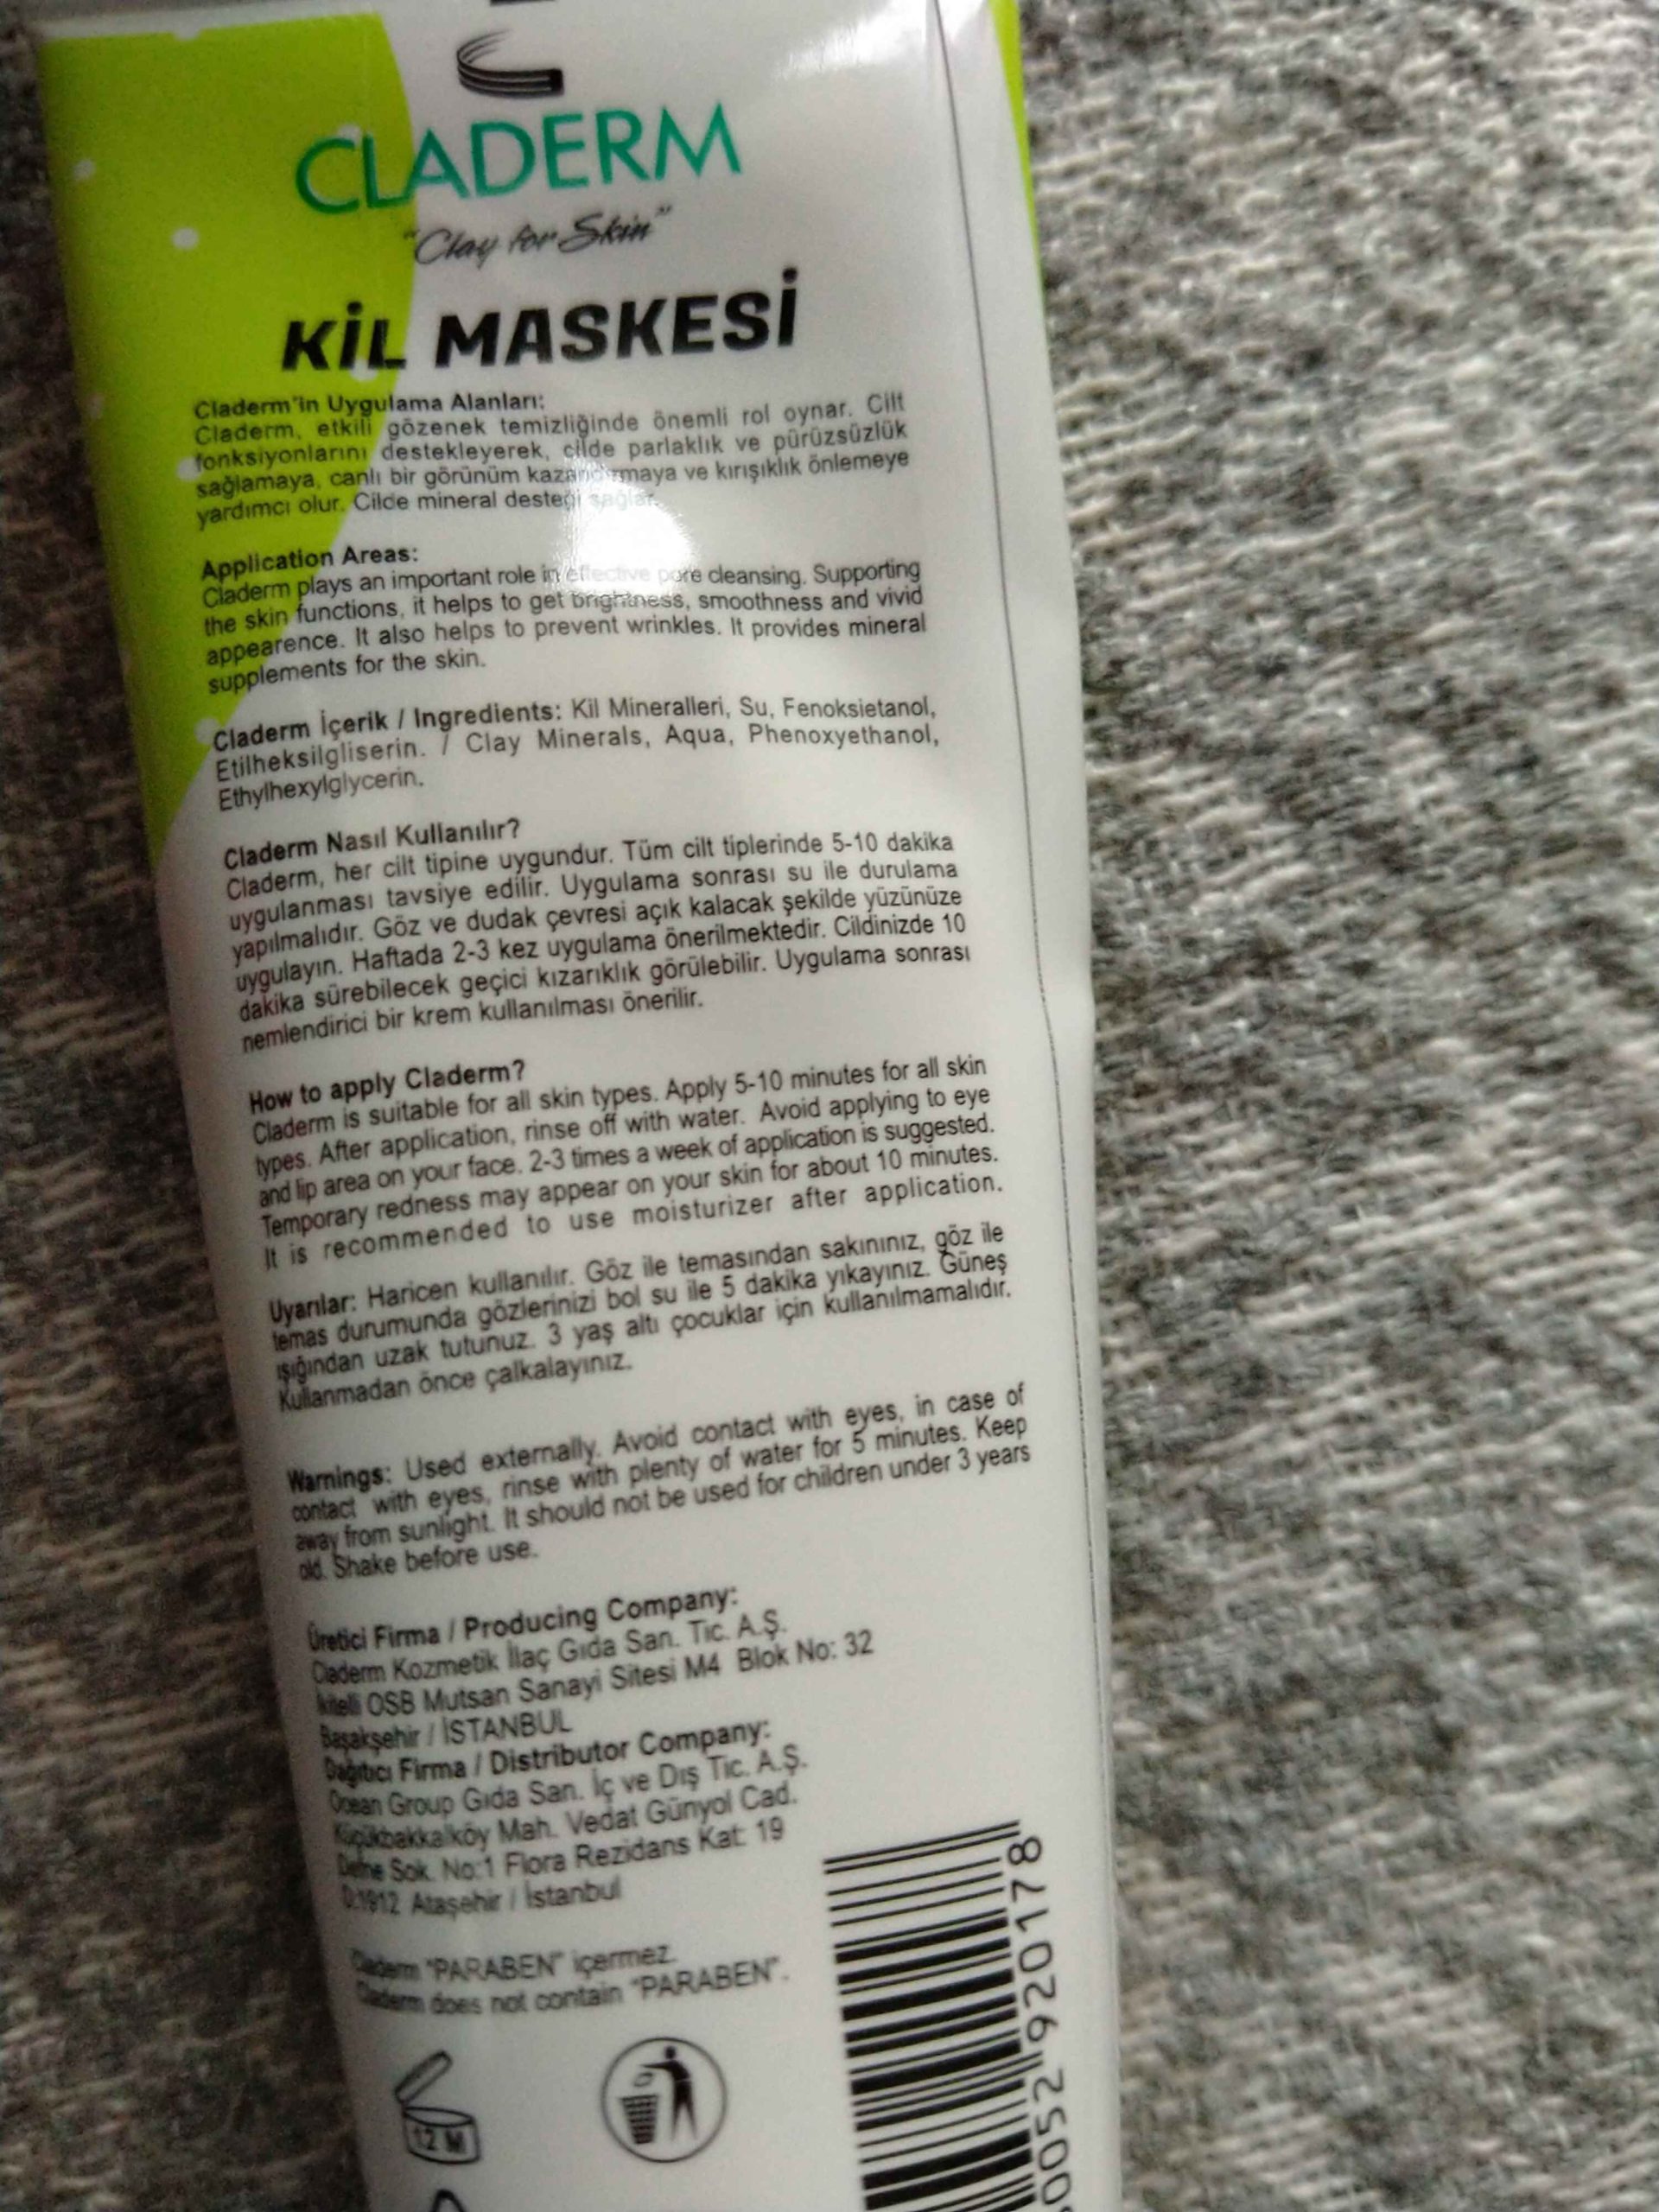 CLADERM
"Clay for Skin"
KİL MASKESİ
Claderm'in Uygulama Alanları:
Claderm, etkili gözenek temizliğinde önemli rol oynar. Cilt
fonksiyonlarını destekleyerek, cilde parlaklık ve pürüzsüzlük
sağlamaya, canlı bir görünüm kazandırmaya ve kırışıklık önlemeye
yardımcı olur. Cilde mineral desteği sağlar.
Application Areas:
Claderm plays an important role in effective pore cleansing. Supporting
the skin functions, it helps to get brightness, smoothness and vivid
appearence. It also helps to prevent wrinkles. It provides mineral
supplements for the skin.
Claderm İçerik / Ingredients: Kil Mineralleri, Su, Fenoksietanol,
Etilheksilgliserin. / Clay Minerals, Aqua, Phenoxyethanol,
Ethylhexylglycerin.
Claderm Nasıl Kullanılır?
Claderm, her cilt tipine uygundur. Tüm cilt tiplerinde 5-10 dakika
uygulanması tavsiye edilir. Uygulama sonrası su ile durulama
yapılmalıdır. Göz ve dudak çevresi açık kalacak şekilde yüzünüze
uygulayın. Haftada 2-3 kez uygulama önerilmektedir. Cildinizde 10
dakika sürebilecek geçici kızarıklık görülebilir. Uygulama sonrası
nemlendirici bir krem kullanılması önerilir.
How to apply Claderm?
Claderm is suitable for all skin types. Apply 5-10 minutes for all skin
types. After application, rinse off with water. Avoid applying to eye
and lip area on your face. 2-3 times a week of application is suggested.
Temporary redness may appear on your skin for about 10 minutes.
It is recommended to use moisturizer after application.
Uyarılar: Haricen kullanılır. Göz ile temasından sakınınız, göz ile
temas durumunda gözlerinizi bol su ile 5 dakika yıkayınız. Güneş
ışığından uzak tutunuz. 3 yaş altı çocuklar için kullanılmamalıdır.
Kullanmadan önce çalkalayınız.
Warnings: Used externally. Avoid contact with eyes, in case of
contact with eyes, rinse with plenty of water for 5 minutes. Keep
away from sunlight. It should not be used for children under 3 years
old. Shake before use.
Üretici Firma / Producing Company:
Claderm Kozmetik İlaç Gıda San. Tic. A.Ş.
İkitelli OSB Mutsan Sanayi Sitesi M4 Blok No: 32
Başakşehir / İSTANBUL
Dağıtıcı Firma / Distributor Company:
Ocean Group Gıda San. İç ve Dış Tic. A.Ş.
Küçükbakkalköy Mah. Vedat Günyol Cad.
Defne Sok. No:1 Flora Rezidans Kat: 19
D:1912 Ataşehir / İstanbul
Claderm "PARABEN" içermez.
Claderm does not contain "PARABEN".
12 M
0052 920178